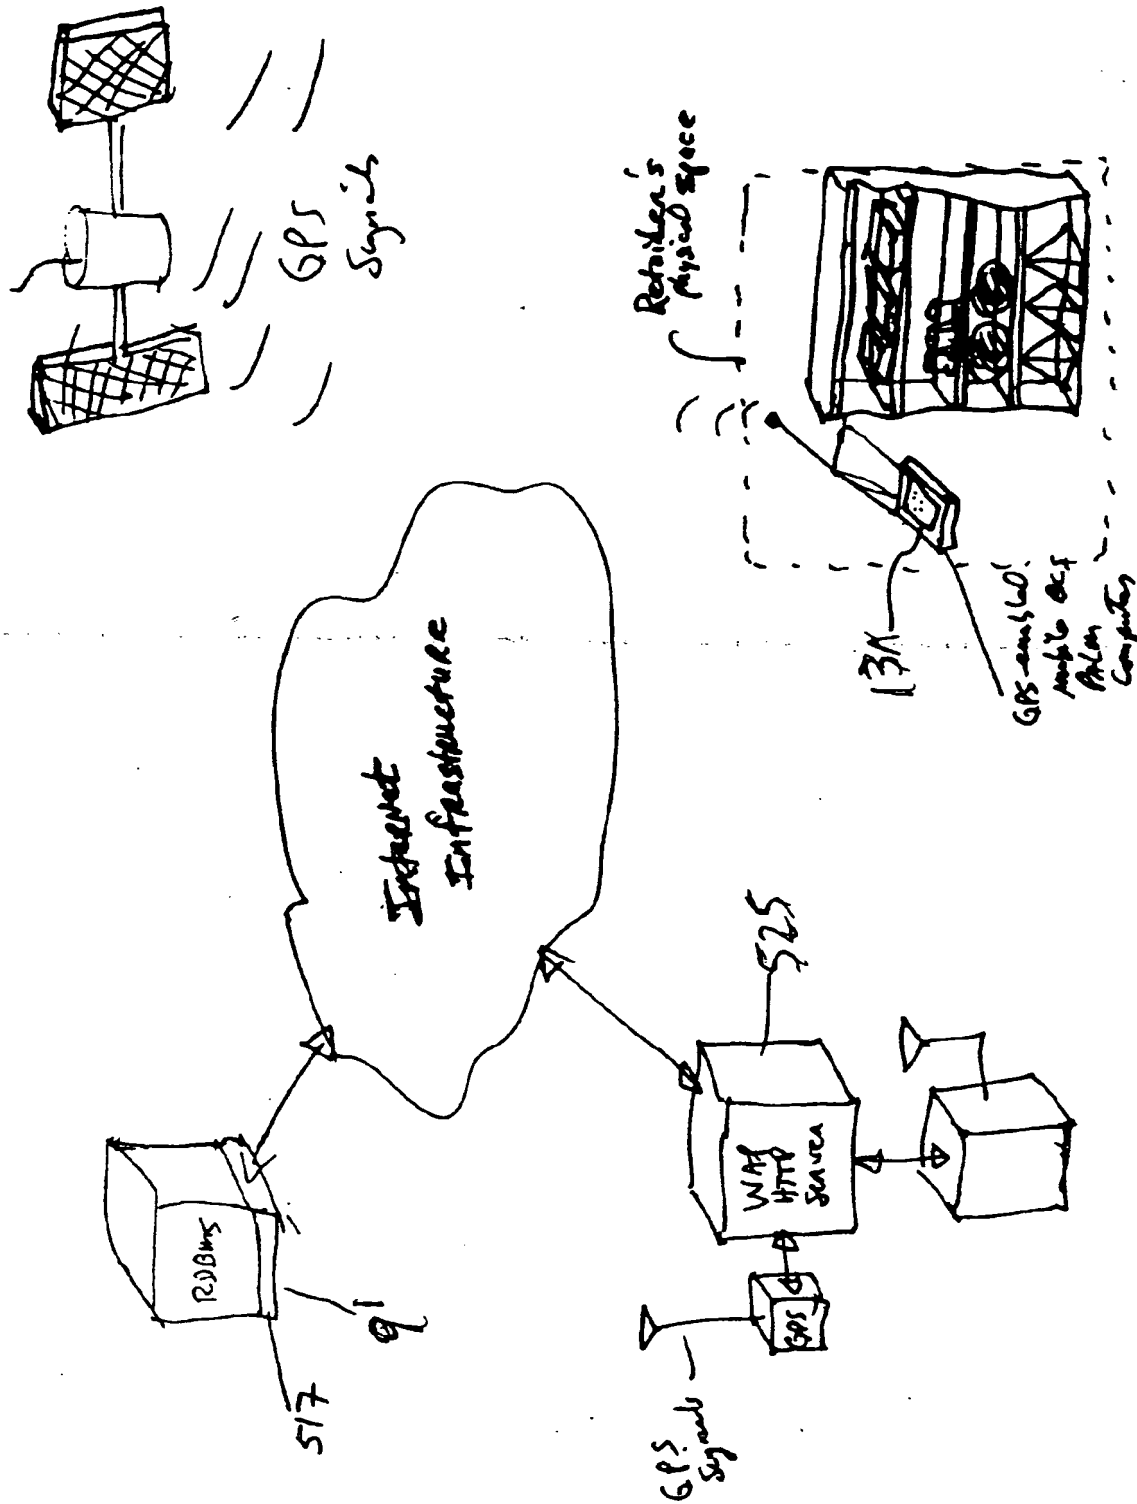 GPS
Signals
Retailer's
Physical Space
Internet
Infrastructure
13A
GPS-enabled
mobile
PALM
Computer
RDBMS
9'
517
WAP
HTTP
Server
525
GPS
GPS
Signals